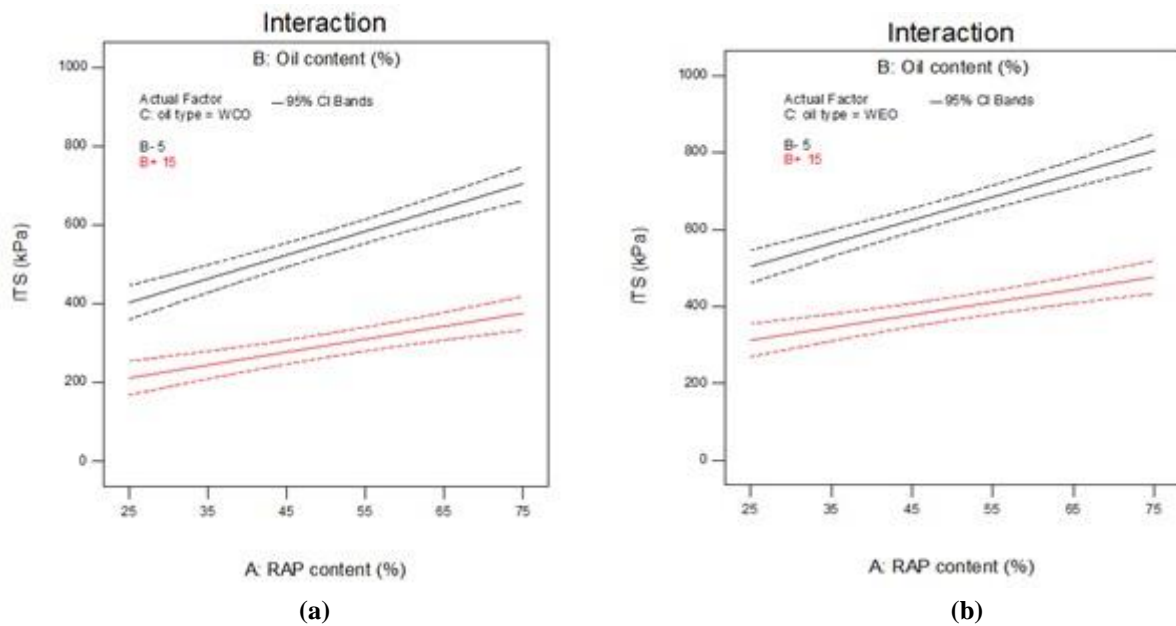 Interaction
B: Oil content (%)
Actual Factor
C: oil type = WCO
— 95% CI Bands
B- 5
B+ 15
1000
800
600
400
200
0
ITS (kPa)
25 35 45 55 65 75
A: RAP content (%)
(a)
Interaction
B: Oil content (%)
Actual Factor
C: oil type = WEO
— 95% CI Bands
B- 5
B+ 15
1000
800
600
400
200
0
ITS (kPa)
25 35 45 55 65 75
A: RAP content (%)
(b)